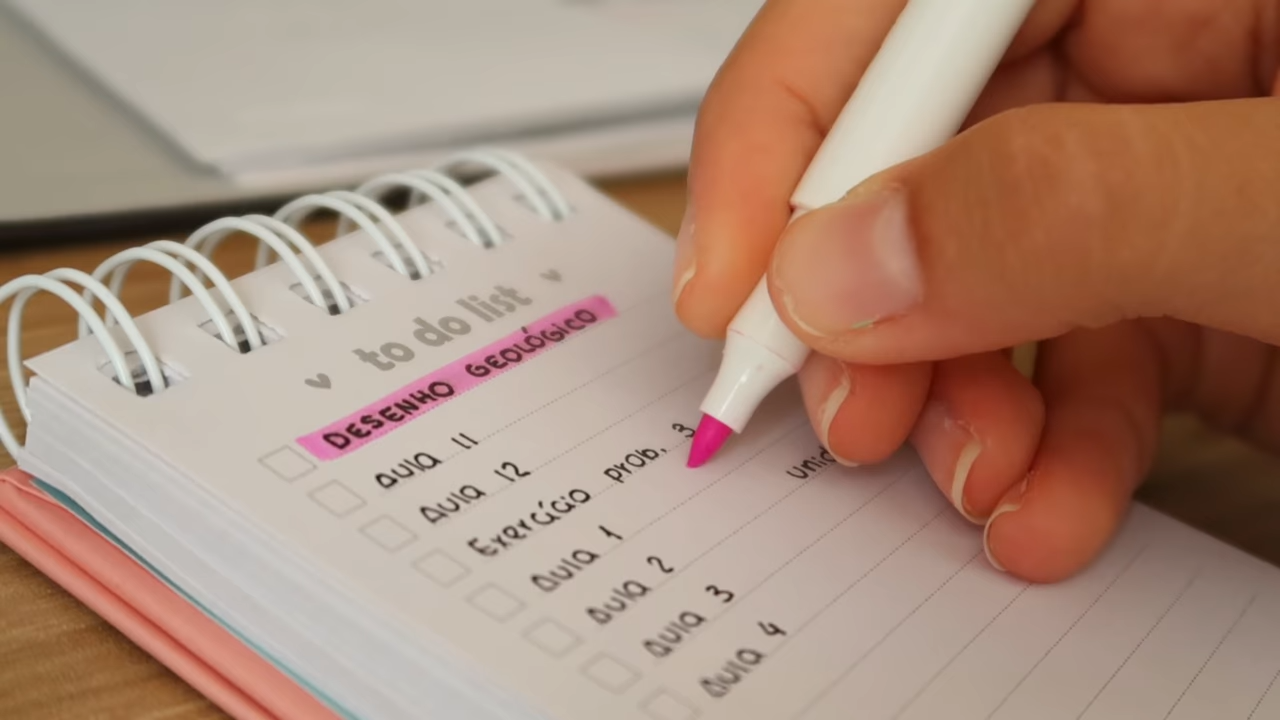 to do list
DESENHO GEOLÓGICO
Aula 11
Aula 12
Exercício prob. 3
Aula 1
Aula 2
Aula 3
Aula 4